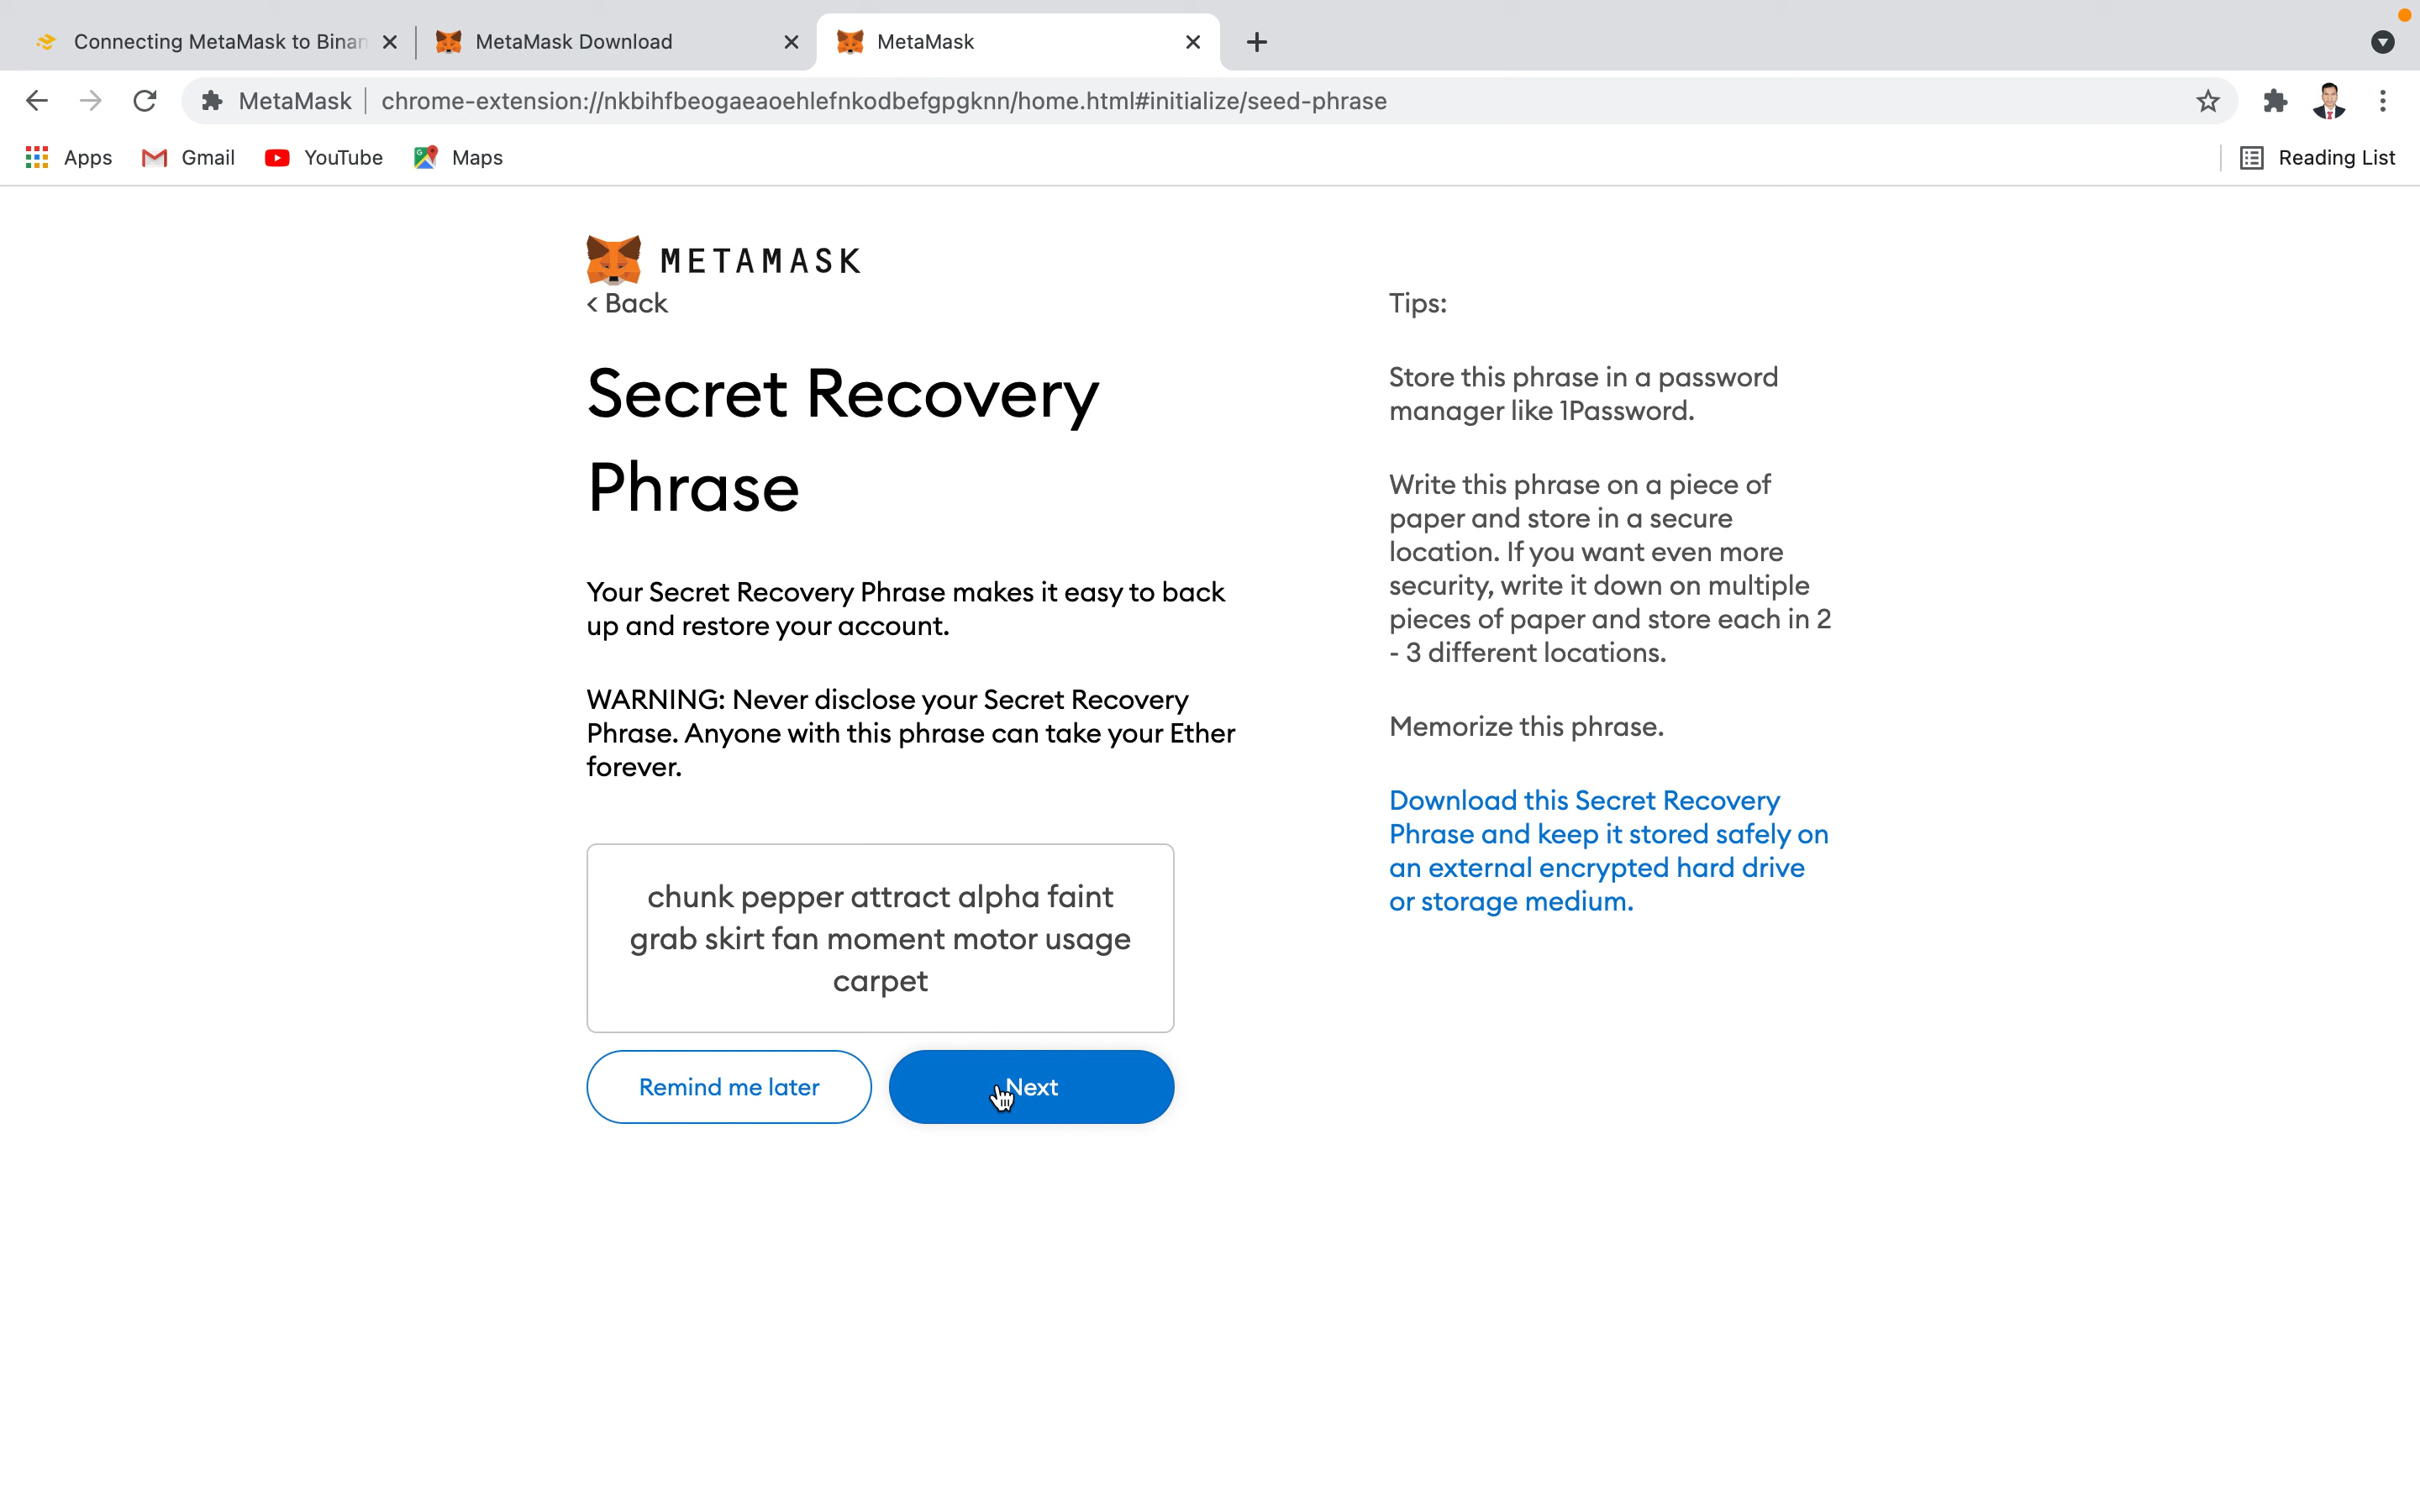 Connecting MetaMask to Binan
MetaMask Download
MetaMask
MetaMask | chrome-extension://nkbihfbeogaeaoehlefnkodbefgpgknn/home.html#initialize/seed-phrase
Apps
Gmail
YouTube
Maps
Reading List
METAMASK
< Back
Secret Recovery
Phrase
Your Secret Recovery Phrase makes it easy to back
up and restore your account.
WARNING: Never disclose your Secret Recovery
Phrase. Anyone with this phrase can take your Ether
forever.
chunk pepper attract alpha faint
grab skirt fan moment motor usage
carpet
Remind me later
Next
Tips:
Store this phrase in a password
manager like 1Password.
Write this phrase on a piece of
paper and store in a secure
location. If you want even more
security, write it down on multiple
pieces of paper and store each in 2
- 3 different locations.
Memorize this phrase.
Download this Secret Recovery
Phrase and keep it stored safely on
an external encrypted hard drive
or storage medium.